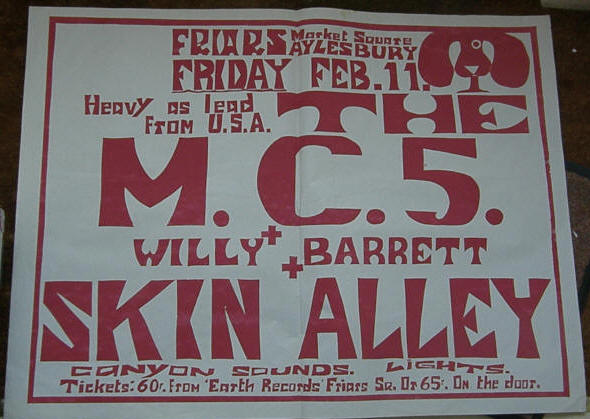 FRIARS Market Square
AYLESBURY
FRIDAY FEB. 11.
Heavy as lead
From U.S.A.
THE
M.C.5.
+
WILLY + BARRETT
SKIN ALLEY
CANYON SOUNDS. LIGHTS.
Tickets: 60p. From 'Earth Records' Friars Sq. Or 65p. On the door.